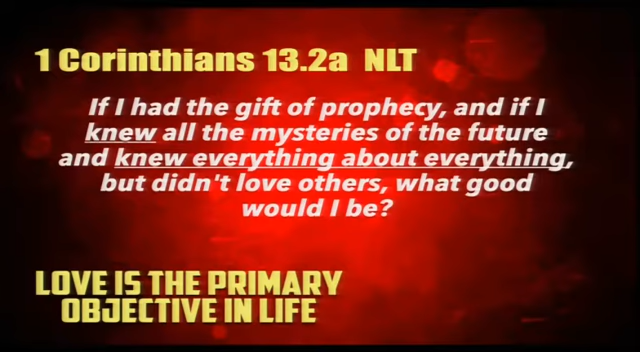 1 Corinthians 13.2a NLT
If I had the gift of prophecy, and if I
knew all the mysteries of the future
and knew everything about everything,
but didn't love others, what good
would I be?
LOVE IS THE PRIMARY
OBJECTIVE IN LIFE